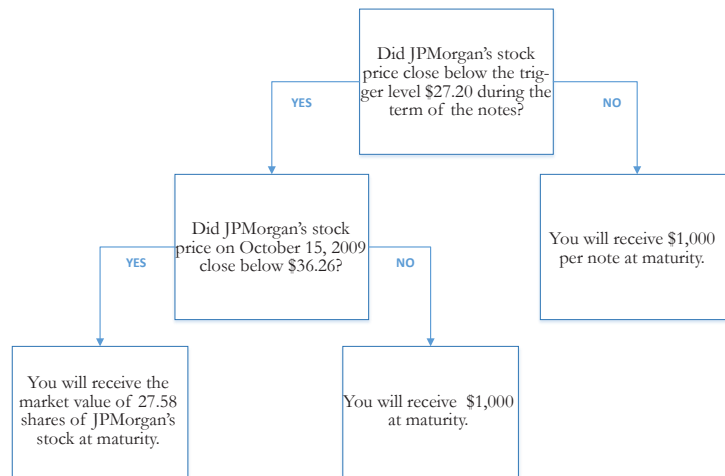 Did JPMorgan's stock
price close below the trig-
ger level $27.20 during the
term of the notes?
YES
NO
Did JPMorgan's stock
price on October 15, 2009
close below $36.26?
You will receive $1,000
per note at maturity.
YES
NO
You will receive the
market value of 27.58
shares of JPMorgan's
stock at maturity.
You will receive $1,000
at maturity.